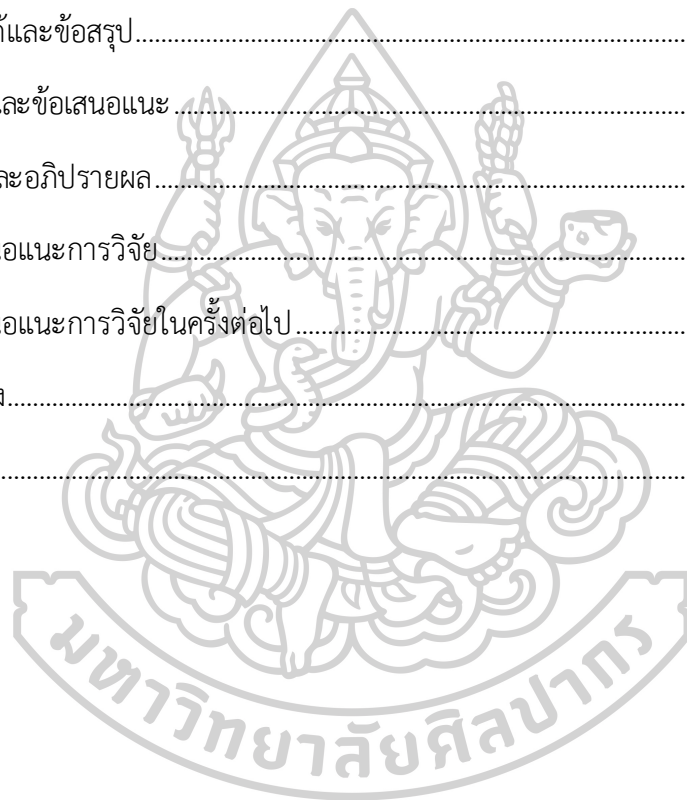 และข้อสรุป
และข้อเสนอแนะ
และอภิปรายผล
อแนะการวิจัย
อแนะการวิจัยในครั้งต่อไป
มหาวิทยาลัยศิลปากร